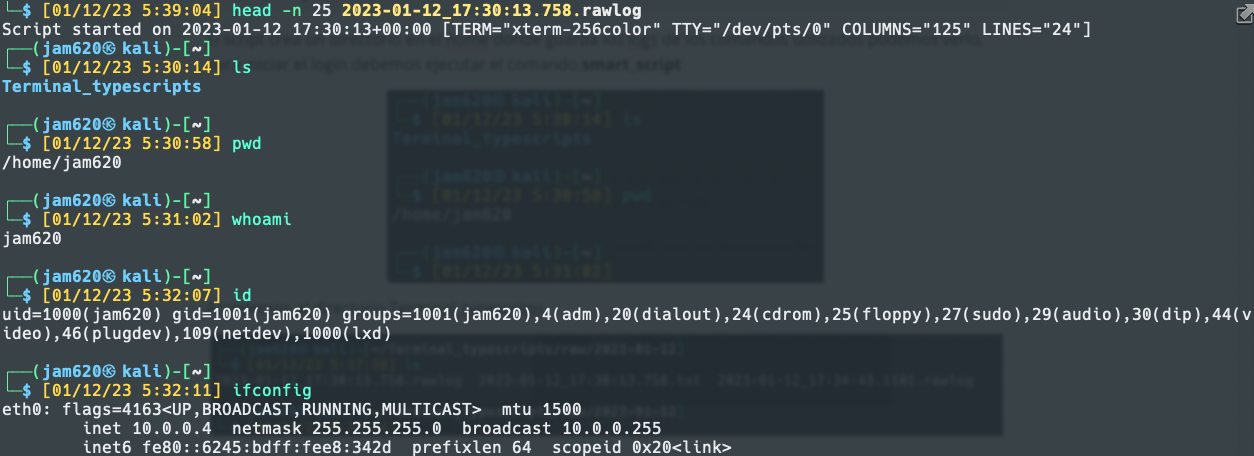 └─$ [01/12/23 5:39:04] head -n 25 2023-01-12_17:30:13.758.rawlog
Script started on 2023-01-12 17:30:13+00:00 [TERM="xterm-256color" TTY="/dev/pts/0" COLUMNS="125" LINES="24"]
┌──(jam620㉿kali)-[~]
└─$ [01/12/23 5:30:14] ls
Terminal_typescripts
┌──(jam620㉿kali)-[~]
└─$ [01/12/23 5:30:58] pwd
/home/jam620
┌──(jam620㉿kali)-[~]
└─$ [01/12/23 5:31:02] whoami
jam620
┌──(jam620㉿kali)-[~]
└─$ [01/12/23 5:32:07] id
uid=1000(jam620) gid=1001(jam620) groups=1001(jam620),4(adm),20(dialout),24(cdrom),25(floppy),27(sudo),29(audio),30(dip),44(v
ideo),46(plugdev),109(netdev),1000(lxd)
┌──(jam620㉿kali)-[~]
└─$ [01/12/23 5:32:11] ifconfig
eth0: flags=4163<UP,BROADCAST,RUNNING,MULTICAST>  mtu 1500
        inet 10.0.0.4  netmask 255.255.255.0  broadcast 10.0.0.255
        inet6 fe80::6245:bdff:fee8:342d  prefixlen 64  scopeid 0x20<link>